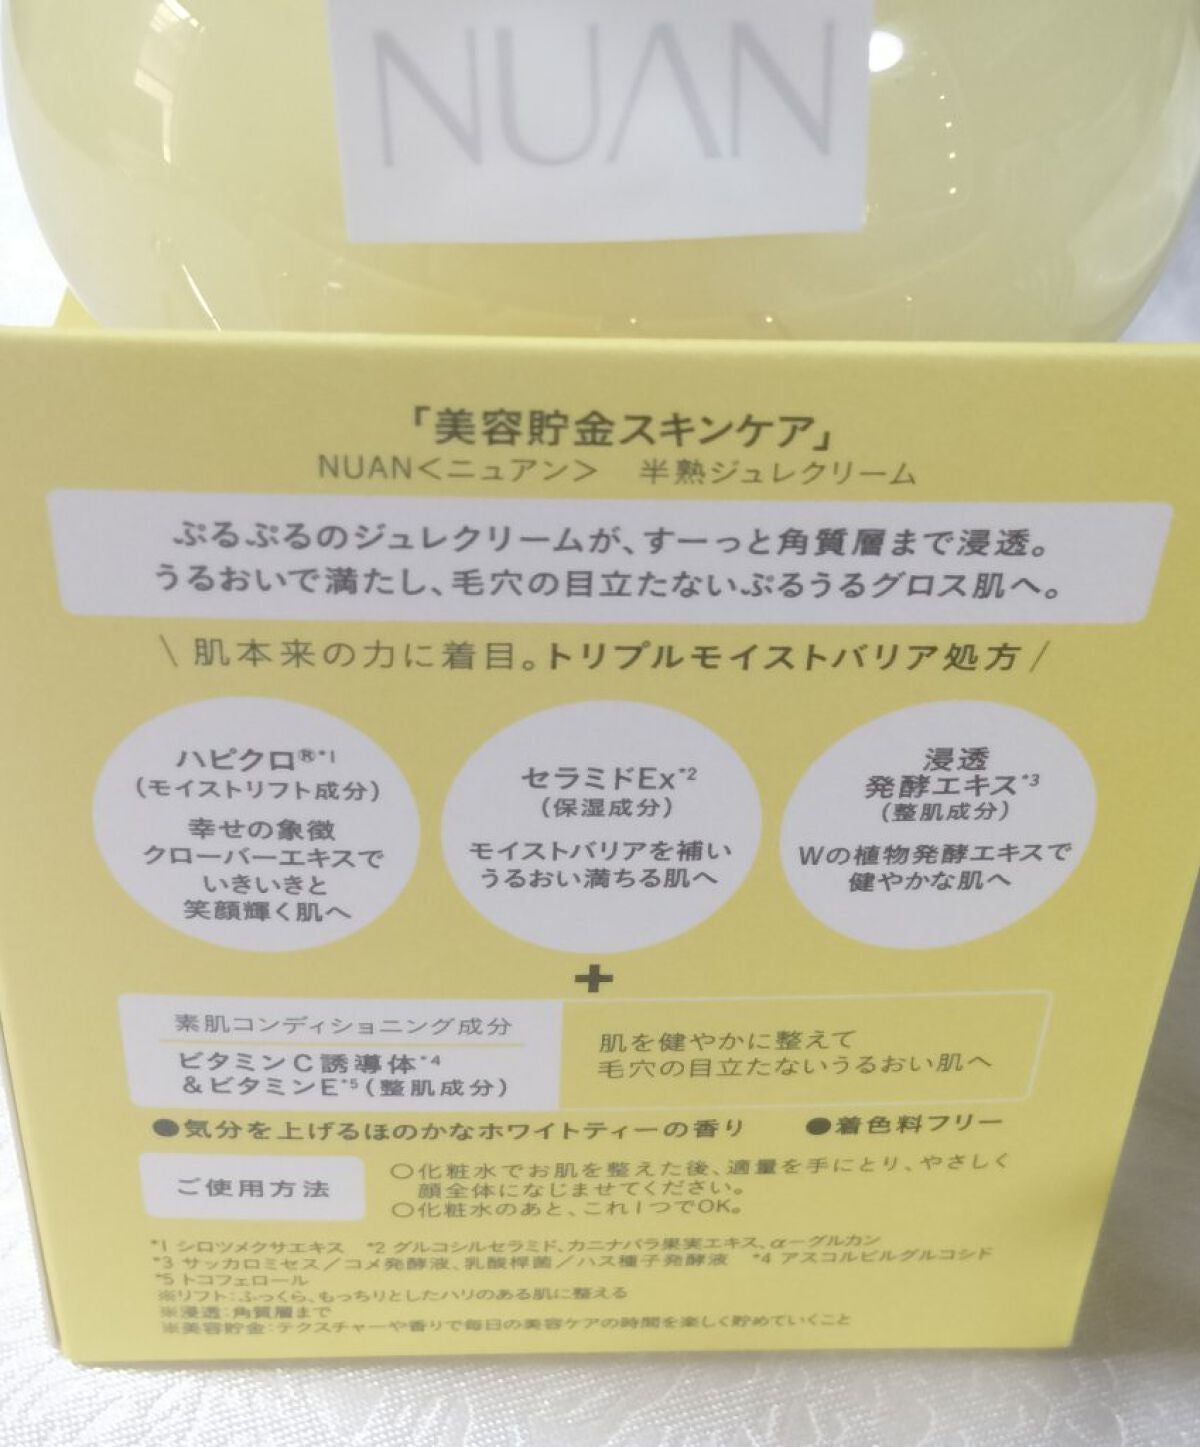 NUAN
「美容貯金スキンケア」
NUAN＜ニュアン＞　半熟ジュレクリーム
ぷるぷるのジュレクリームが、すーっと角質層まで浸透。
うるおいで満たし、毛穴の目立たないぷるうるグロス肌へ。
\ 肌本来の力に着目。トリプルモイストバリア処方 /
ハピクロ®*1
（モイストリフト成分）
幸せの象徴
クローバーエキスで
いきいきと
笑顔輝く肌へ
セラミドEx*2
（保湿成分）
モイストバリアを補い
うるおい満ちる肌へ
浸透
発酵エキス*3
（整肌成分）
Wの植物発酵エキスで
健やかな肌へ
+
素肌コンディショニング成分
ビタミンC誘導体*4
＆ビタミンE*5（整肌成分）
肌を健やかに整えて
毛穴の目立たないうるおい肌へ
●気分を上げるほのかなホワイトティーの香り　●着色料フリー
ご使用方法
○化粧水でお肌を整えた後、適量を手にとり、やさしく
顔全体になじませてください。
○化粧水のあと、これ1つでOK。
*1 シロツメクサエキス　*2 グルコシルセラミド、カニナバラ果実エキス、α－グルカン
*3 サッカロミセス／コメ発酵液、乳酸桿菌／ハス種子発酵液　*4 アスコルビルグルコシド
*5 トコフェロール
※リフト：ふっくら、もっちりとしたハリのある肌に整える
※浸透：角質層まで
※美容貯金：テクスチャーや香りで毎日の美容ケアの時間を楽しく貯めていくこと